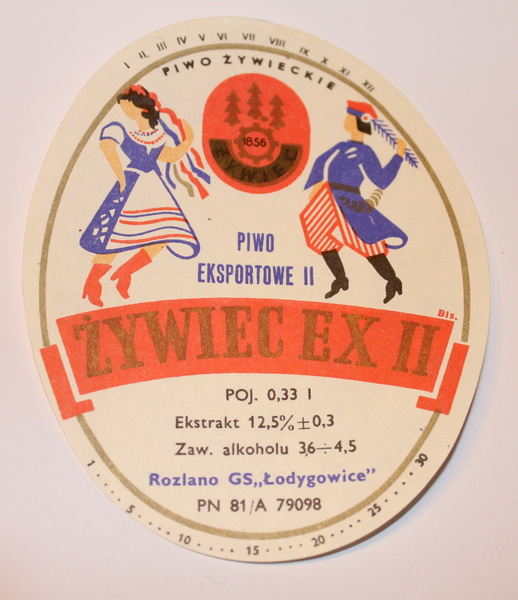 I II, III IV V VI VII VIII IX X XI XII
PIWO ŻYWIECKIE
1856
ŻYWIEC
PIWO
EKSPORTOWE II
Dis.
ŻYWIEC EX II
POJ. 0,33 l
Ekstrakt 12,5% ± 0,3
Zaw. alkoholu 3,6 ÷ 4,5
Rozlano GS„Łodygowice”
PN 81/A 79098
1 .... 5 .... 10 .... 15 .... 20 .... 25 .... 30